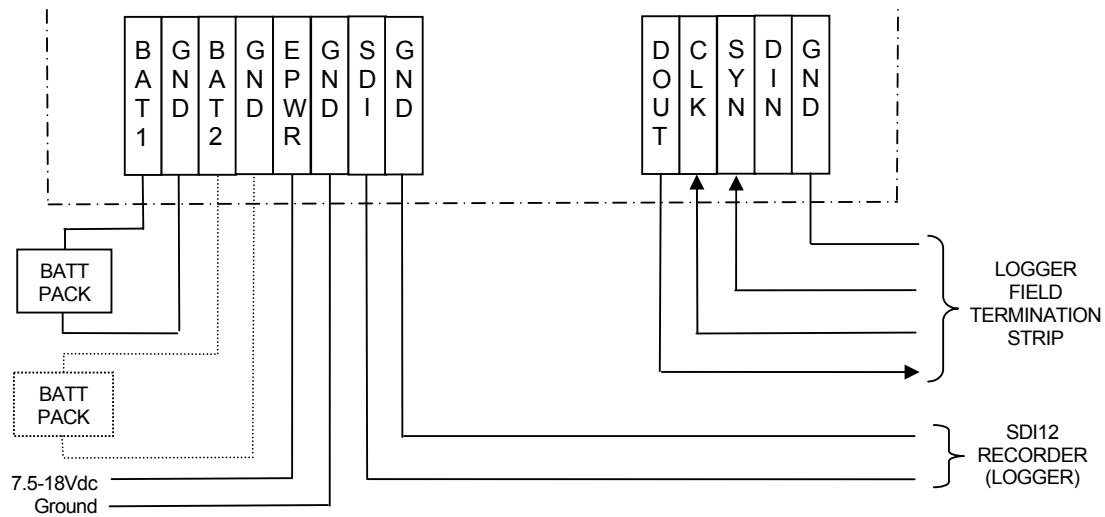 BAT1
GND
BAT2
GND
EPWR
GND
SDI
GND
DOUT
CLK
SYN
DIN
GND
BATT
PACK
BATT
PACK
7.5-18Vdc
Ground
LOGGER
FIELD
TERMINATION
STRIP
SDI12
RECORDER
(LOGGER)